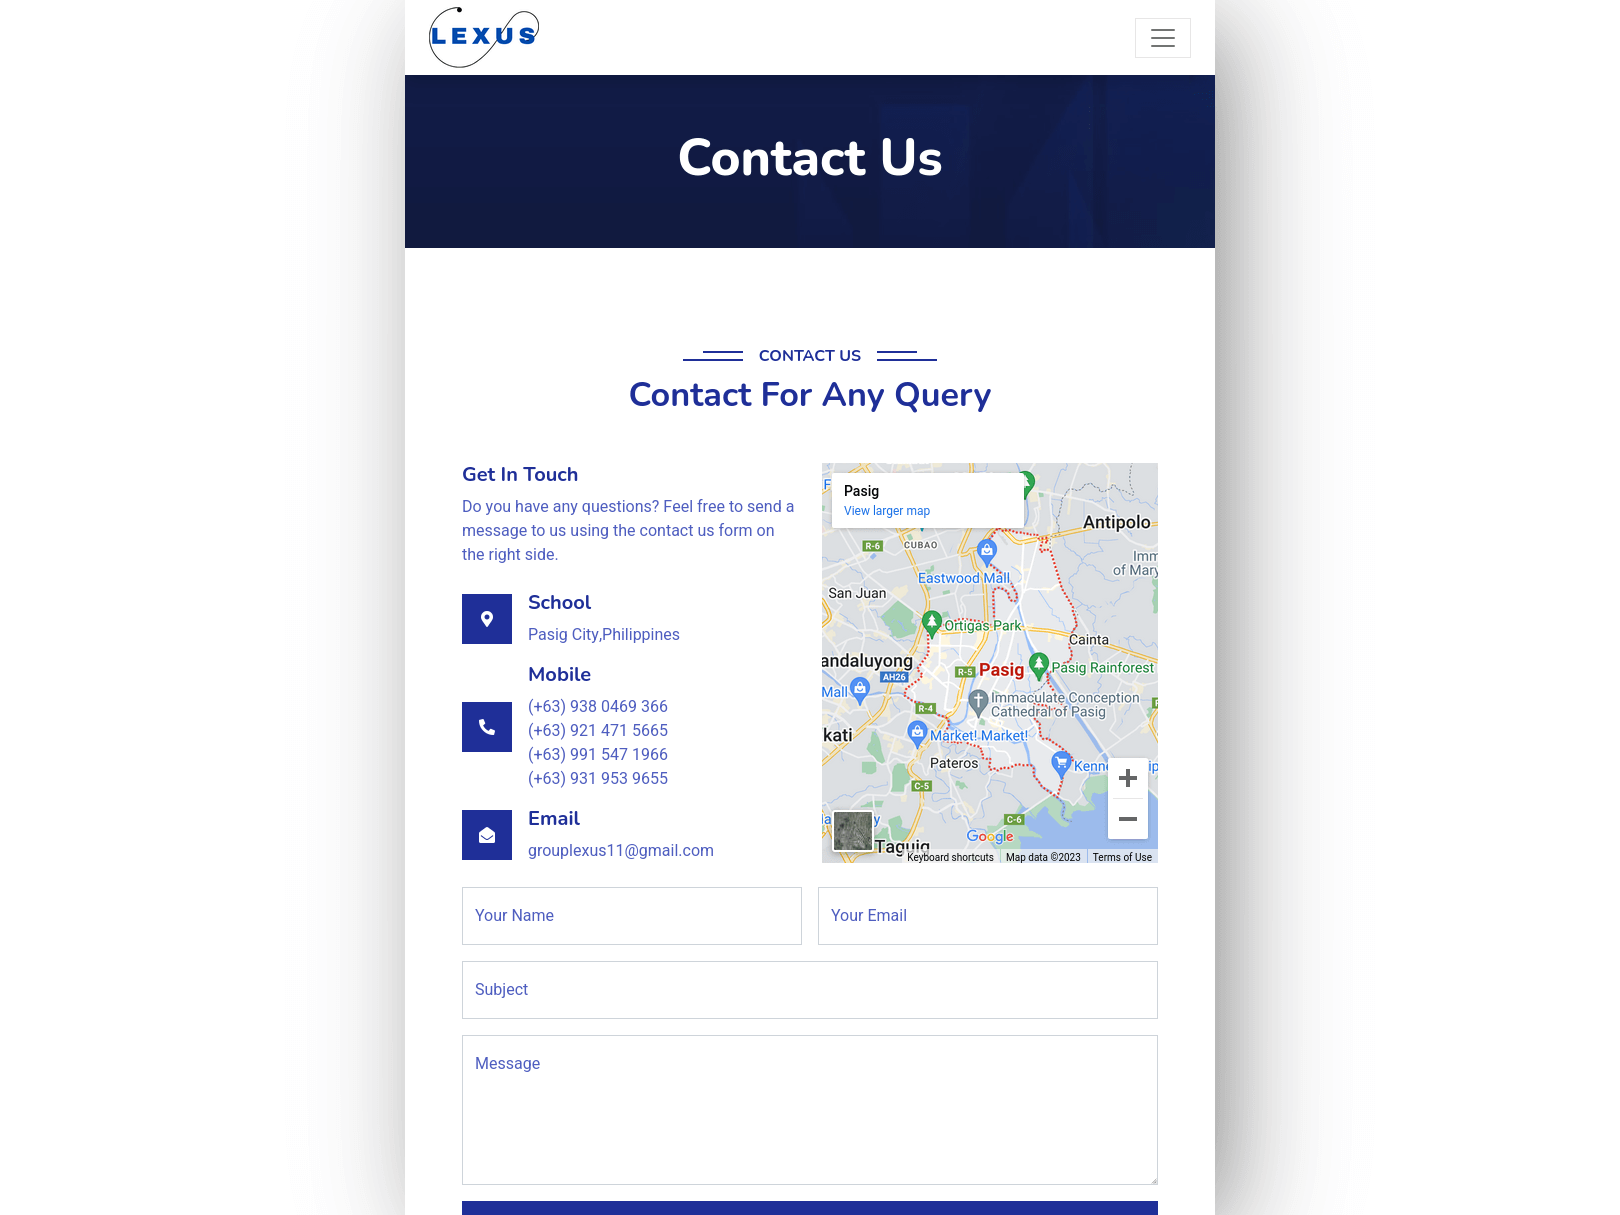 LEXUS
Contact Us
CONTACT US
Contact For Any Query
Get In Touch
Do you have any questions? Feel free to send a
message to us using the contact us form on
the right side.
School
Pasig City,Philippines
Mobile
(+63) 938 0469 366
(+63) 921 471 5665
(+63) 991 547 1966
(+63) 931 953 9655
Email
grouplexus11@gmail.com
Pasig
View larger map
Antipolo
R-6
CUBAO
Imm
of Mary
Eastwood Mall
San Juan
Ortigas Park
Cainta
andaluyong
R-5
Pasig
Pasig Rainforest
AH26
Mall
Immaculate Conception
Cathedral of Pasig
R-4
kati
Market! Market!
Pateros
C-5
C-6
Google
Taguig
Keyboard shortcuts
Map data ©2023
Terms of Use
Your Name
Your Email
Subject
Message